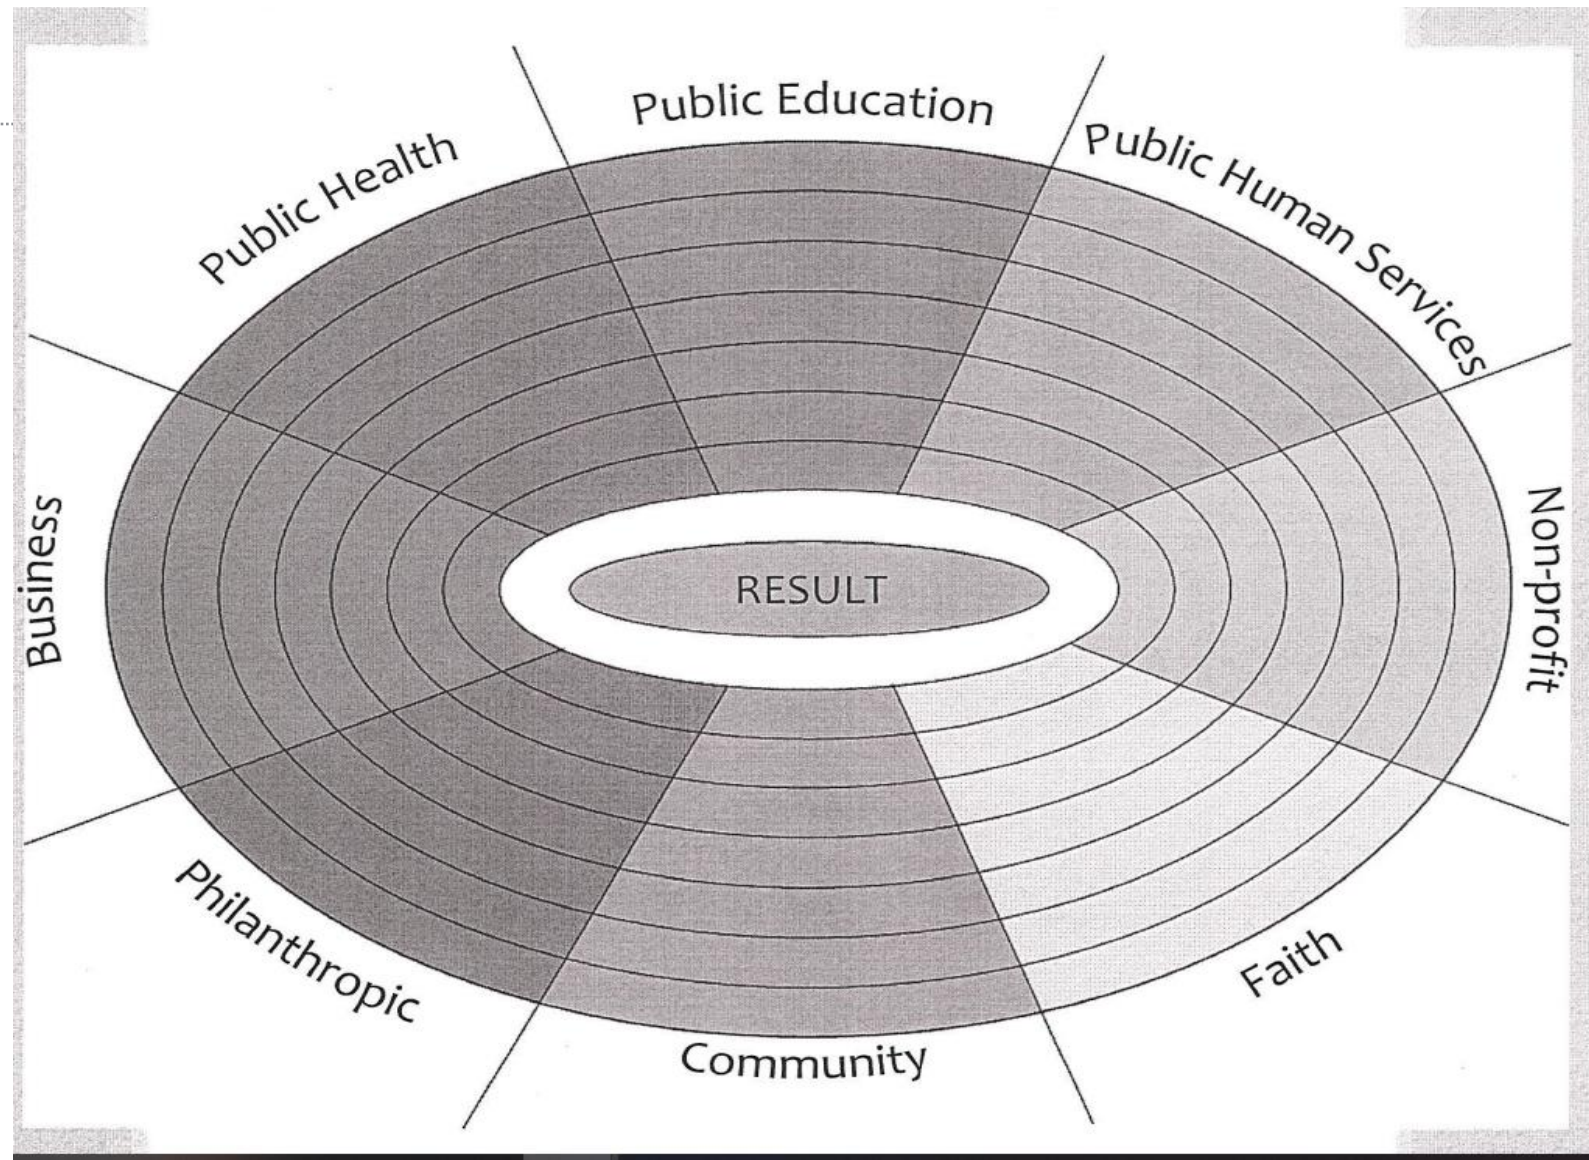 Public Education
Public Human Services
Non-profit
Faith
Community
Philanthropic
Business
Public Health
RESULT